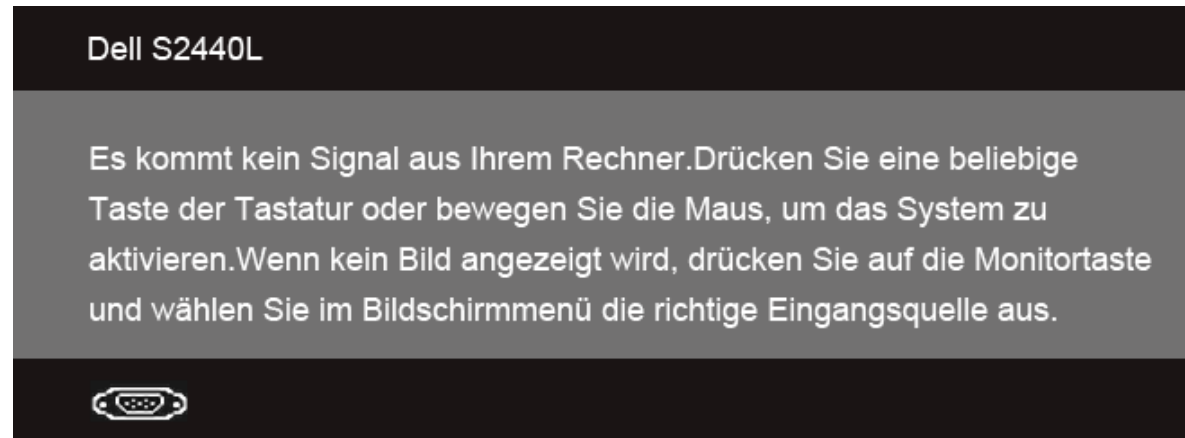 Dell S2440L
Es kommt kein Signal aus Ihrem Rechner.Drücken Sie eine beliebige
Taste der Tastatur oder bewegen Sie die Maus, um das System zu
aktivieren.Wenn kein Bild angezeigt wird, drücken Sie auf die Monitortaste
und wählen Sie im Bildschirmmenü die richtige Eingangsquelle aus.